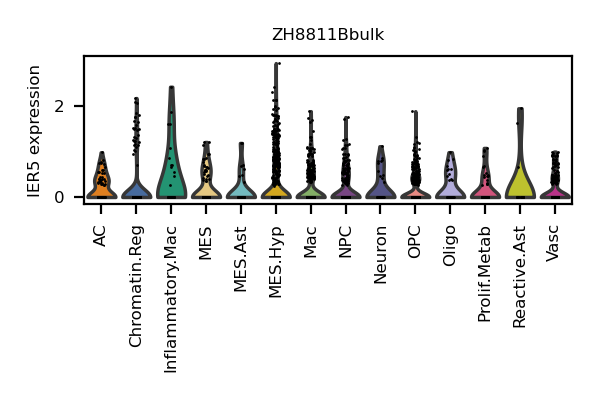 ZH8811Bbulk
IER5 expression
2
0
AC
Chromatin.Reg
Inflammatory.Mac
MES
MES.Ast
MES.Hyp
Mac
NPC
Neuron
OPC
Oligo
Prolif.Metab
Reactive.Ast
Vasc